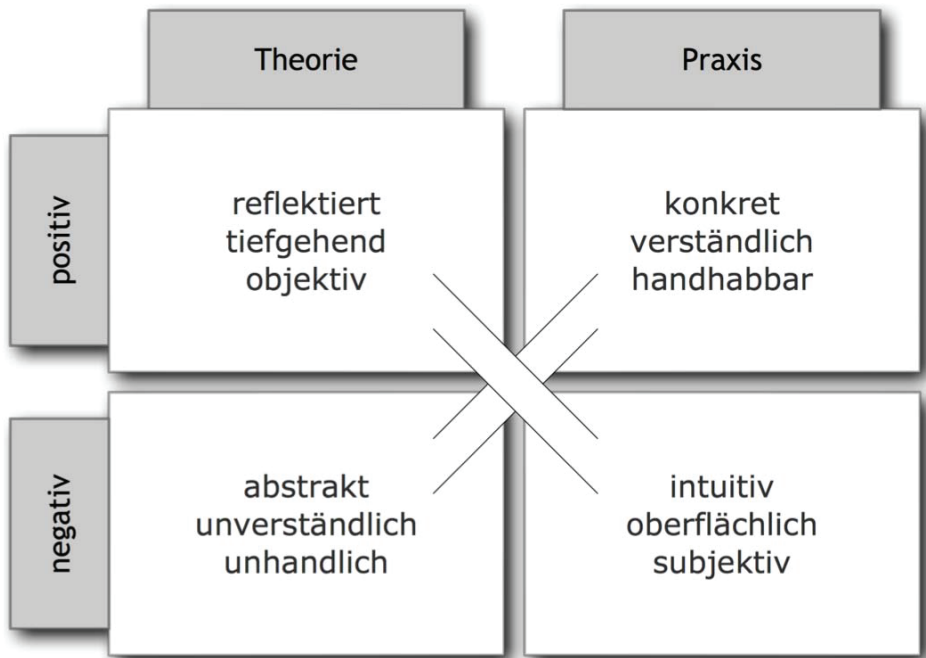 Theorie
Praxis
positiv
reflektiert
tiefgehend
objektiv
konkret
verständlich
handhabbar
negativ
abstrakt
unverständlich
unhandlich
intuitiv
oberflächlich
subjektiv